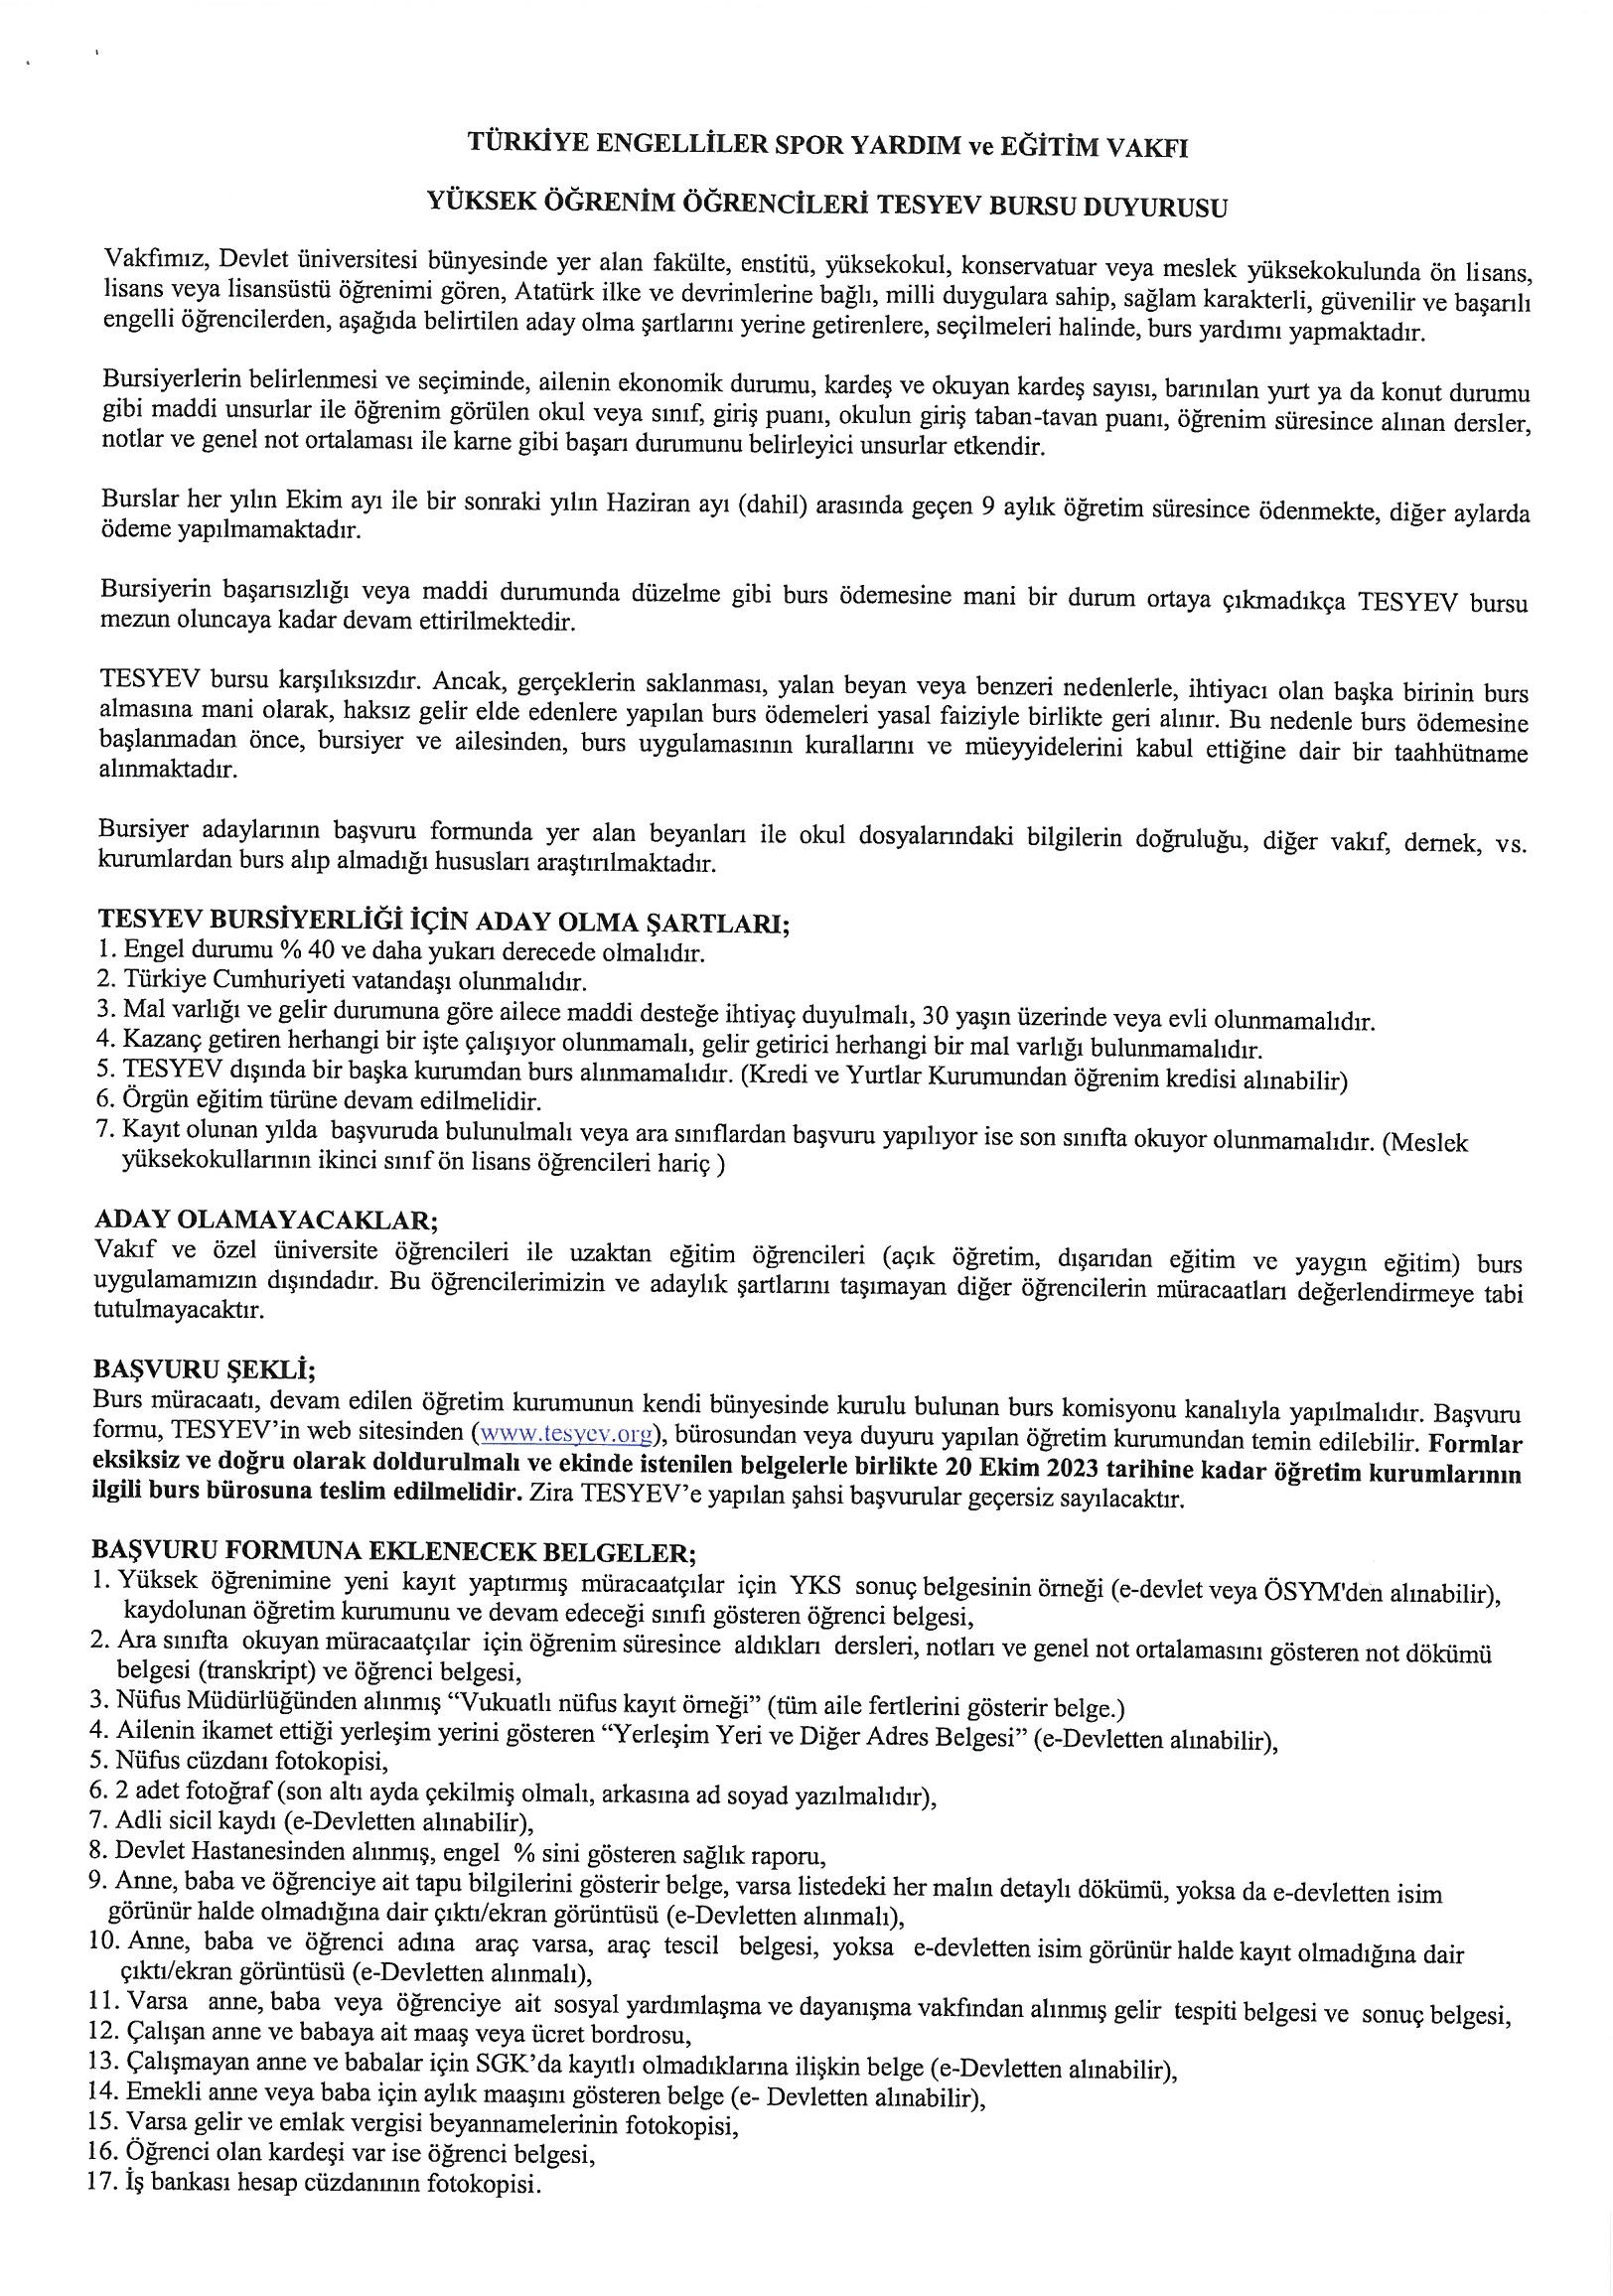 TÜRKİYE ENGELLİLER SPOR YARDIM ve EĞİTİM VAKFI
YÜKSEK ÖĞRENİM ÖĞRENCİLERİ TESYEV BURSU DUYURUSU
Vakfımız, Devlet üniversitesi bünyesinde yer alan fakülte, enstitü, yüksekokul, konservatuar veya meslek yüksekokulunda ön lisans,
lisans veya lisansüstü öğrenimi gören, Atatürk ilke ve devrimlerine bağlı, milli duygulara sahip, sağlam karakterli, güvenilir ve başarılı
engelli öğrencilerden, aşağıda belirtilen aday olma şartlarını yerine getirenlere, seçilmeleri halinde, burs yardımı yapmaktadır.
Bursiyerlerin belirlenmesi ve seçiminde, ailenin ekonomik durumu, kardeş ve okuyan kardeş sayısı, barınılan yurt ya da konut durumu
gibi maddi unsurlar ile öğrenim görülen okul veya sınıf, giriş puanı, okulun giriş taban-tavan puanı, öğrenim süresince alınan dersler,
notlar ve genel not ortalaması ile karne gibi başarı durumunu belirleyici unsurlar etkendir.
Burslar her yılın Ekim ayı ile bir sonraki yılın Haziran ayı (dahil) arasında geçen 9 aylık öğretim süresince ödenmekte, diğer aylarda
ödeme yapılmamaktadır.
Bursiyerin başarısızlığı veya maddi durumunda düzelme gibi burs ödemesine mani bir durum ortaya çıkmadıkça TESYEV bursu
mezun oluncaya kadar devam ettirilmektedir.
TESYEV bursu karşılıksızdır. Ancak, gerçeklerin saklanması, yalan beyan veya benzeri nedenlerle, ihtiyacı olan başka birinin burs
almasına mani olarak, haksız gelir elde edenlere yapılan burs ödemeleri yasal faiziyle birlikte geri alınır. Bu nedenle burs ödemesine
başlanmadan önce, bursiyer ve ailesinden, burs uygulamasının kurallarını ve müeyyidelerini kabul ettiğine dair bir taahhütname
alınmaktadır.
Bursiyer adaylarının başvuru formunda yer alan beyanları ile okul dosyalarındaki bilgilerin doğruluğu, diğer vakıf, dernek, vs.
kurumlardan burs alıp almadığı hususları araştırılmaktadır.
TESYEV BURSİYERLİĞİ İÇİN ADAY OLMA ŞARTLARI;
1. Engel durumu % 40 ve daha yukarı derecede olmalıdır.
2. Türkiye Cumhuriyeti vatandaşı olunmalıdır.
3. Mal varlığı ve gelir durumuna göre ailece maddi desteğe ihtiyaç duyulmalı, 30 yaşın üzerinde veya evli olunmamalıdır.
4. Kazanç getiren herhangi bir işte çalışıyor olunmamalı, gelir getirici herhangi bir mal varlığı bulunmamalıdır.
5. TESYEV dışında bir başka kurumdan burs alınmamalıdır. (Kredi ve Yurtlar Kurumundan öğrenim kredisi alınabilir)
6. Örgün eğitim türüne devam edilmelidir.
7. Kayıt olunan yılda başvuruda bulunulmalı veya ara sınıflardan başvuru yapılıyor ise son sınıfta okuyor olunmamalıdır. (Meslek
yüksekokullarının ikinci sınıf ön lisans öğrencileri hariç )
ADAY OLAMAYACAKLAR;
Vakıf ve özel üniversite öğrencileri ile uzaktan eğitim öğrencileri (açık öğretim, dışarıdan eğitim ve yaygın eğitim) burs
uygulamamızın dışındadır. Bu öğrencilerimizin ve adaylık şartlarını taşımayan diğer öğrencilerin müracaatları değerlendirmeye tabi
tutulmayacaktır.
BAŞVURU ŞEKLİ;
Burs müracaatı, devam edilen öğretim kurumunun kendi bünyesinde kurulu bulunan burs komisyonu kanalıyla yapılmalıdır. Başvuru
formu, TESYEV'in web sitesinden (www.tesyev.org), bürosundan veya duyuru yapılan öğretim kurumundan temin edilebilir. Formlar
eksiksiz ve doğru olarak doldurulmalı ve ekinde istenilen belgelerle birlikte 20 Ekim 2023 tarihine kadar öğretim kurumlarının
ilgili burs bürosuna teslim edilmelidir. Zira TESYEV'e yapılan şahsi başvurular geçersiz sayılacaktır.
BAŞVURU FORMUNA EKLENECEK BELGELER;
1. Yüksek öğrenimine yeni kayıt yaptırmış müracaatçılar için YKS sonuç belgesinin örneği (e-devlet veya ÖSYM'den alınabilir),
kaydolunan öğretim kurumunu ve devam edeceği sınıfı gösteren öğrenci belgesi,
2. Ara sınıfta okuyan müracaatçılar için öğrenim süresince aldıkları dersleri, notları ve genel not ortalamasını gösteren not dökümü
belgesi (transkript) ve öğrenci belgesi,
3. Nüfus Müdürlüğünden alınmış “Vukuatlı nüfus kayıt örneği” (tüm aile fertlerini gösterir belge.)
4. Ailenin ikamet ettiği yerleşim yerini gösteren “Yerleşim Yeri ve Diğer Adres Belgesi” (e-Devletten alınabilir),
5. Nüfus cüzdanı fotokopisi,
6. 2 adet fotoğraf (son altı ayda çekilmiş olmalı, arkasına ad soyad yazılmalıdır),
7. Adli sicil kaydı (e-Devletten alınabilir),
8. Devlet Hastanesinden alınmış, engel % sini gösteren sağlık raporu,
9. Anne, baba ve öğrenciye ait tapu bilgilerini gösterir belge, varsa listedeki her malın detaylı dökümü, yoksa da e-devletten isim
görünür halde olmadığına dair çıktı/ekran görüntüsü (e-Devletten alınmalı),
10. Anne, baba ve öğrenci adına araç varsa, araç tescil belgesi, yoksa e-devletten isim görünür halde kayıt olmadığına dair
çıktı/ekran görüntüsü (e-Devletten alınmalı),
11. Varsa anne, baba veya öğrenciye ait sosyal yardımlaşma ve dayanışma vakfından alınmış gelir tespiti belgesi ve sonuç belgesi,
12. Çalışan anne ve babaya ait maaş veya ücret bordrosu,
13. Çalışmayan anne ve babalar için SGK'da kayıtlı olmadıklarına ilişkin belge (e-Devletten alınabilir),
14. Emekli anne veya baba için aylık maaşını gösteren belge (e- Devletten alınabilir),
15. Varsa gelir ve emlak vergisi beyannamelerinin fotokopisi,
16. Öğrenci olan kardeşi var ise öğrenci belgesi,
17. İş bankası hesap cüzdanının fotokopisi.